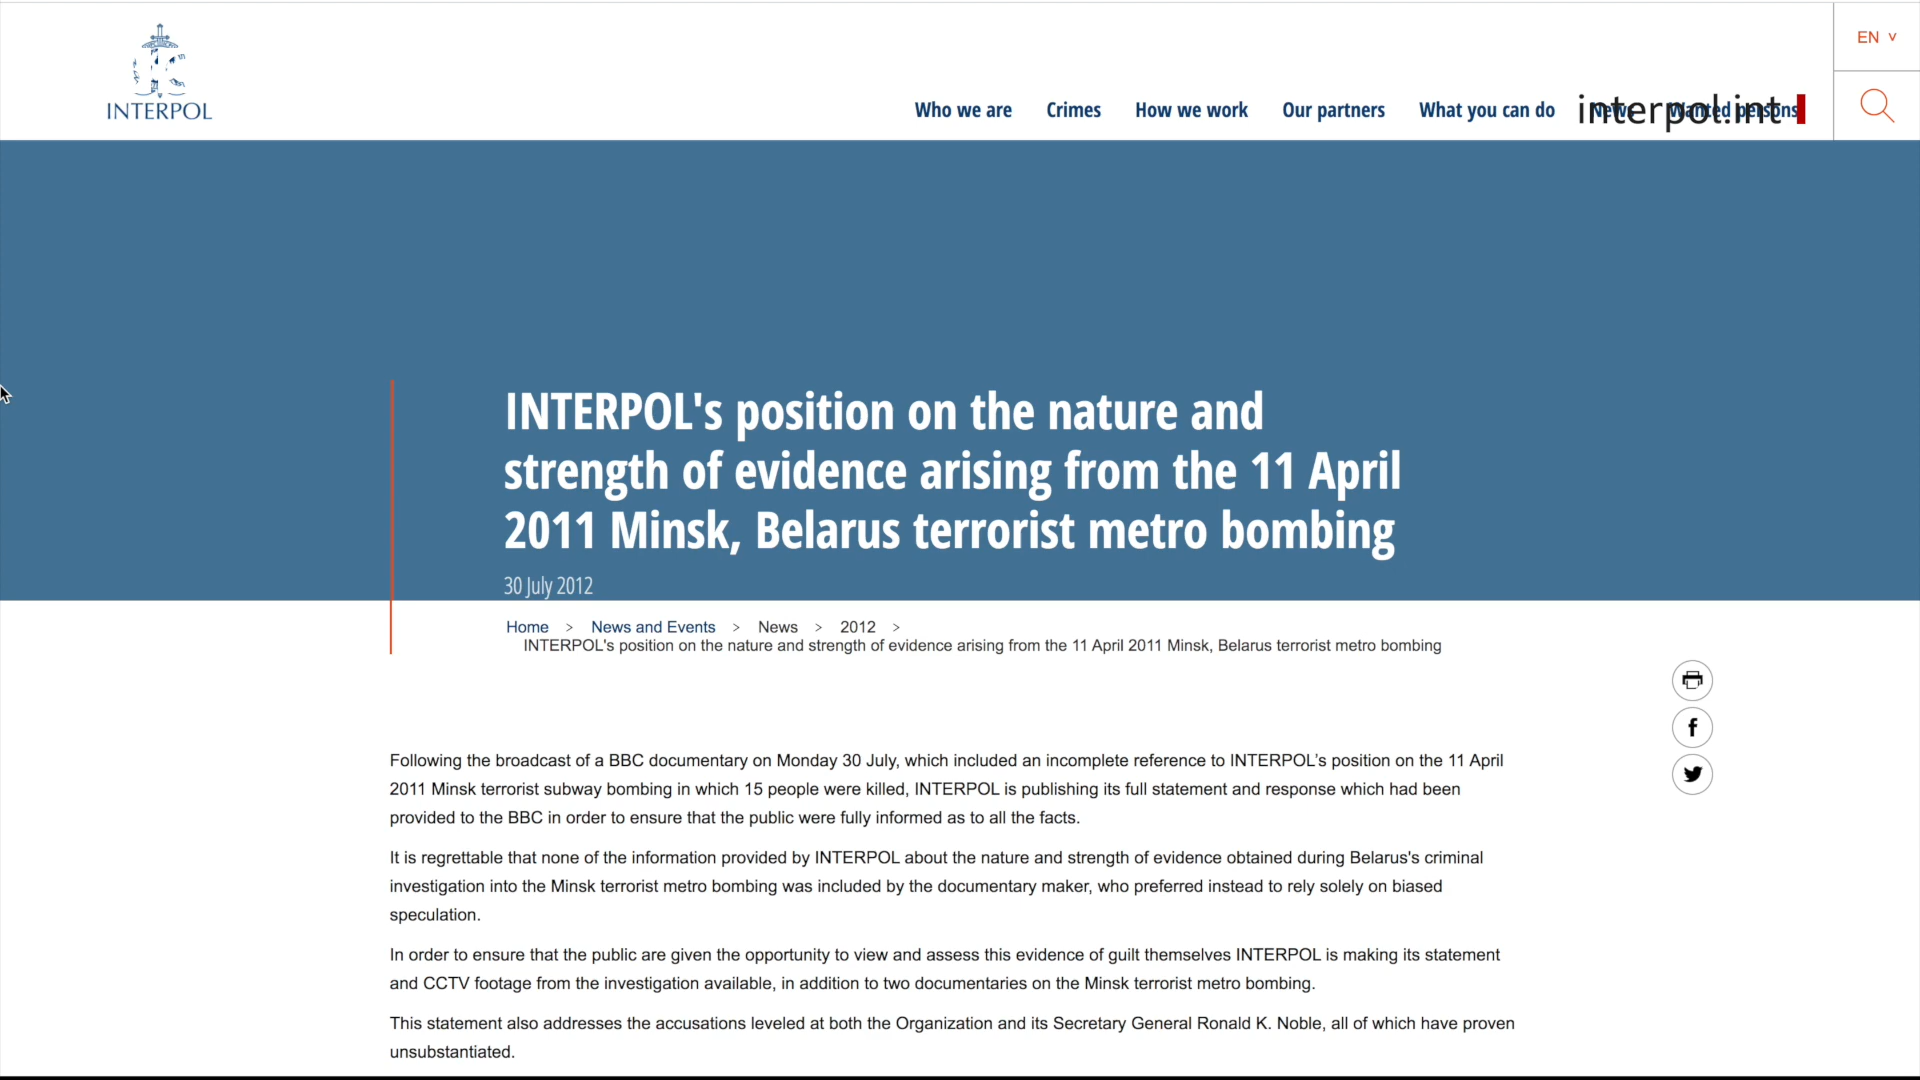 EN v
INTERPOL
Who we are Crimes How we work Our partners What you can do News Wanted persons
interpol.int
INTERPOL's position on the nature and
strength of evidence arising from the 11 April
2011 Minsk, Belarus terrorist metro bombing
30 July 2012
Home > News and Events > News > 2012 >
INTERPOL's position on the nature and strength of evidence arising from the 11 April 2011 Minsk, Belarus terrorist metro bombing
Following the broadcast of a BBC documentary on Monday 30 July, which included an incomplete reference to INTERPOL's position on the 11 April
2011 Minsk terrorist subway bombing in which 15 people were killed, INTERPOL is publishing its full statement and response which had been
provided to the BBC in order to ensure that the public were fully informed as to all the facts.
It is regrettable that none of the information provided by INTERPOL about the nature and strength of evidence obtained during Belarus's criminal
investigation into the Minsk terrorist metro bombing was included by the documentary maker, who preferred instead to rely solely on biased
speculation.
In order to ensure that the public are given the opportunity to view and assess this evidence of guilt themselves INTERPOL is making its statement
and CCTV footage from the investigation available, in addition to two documentaries on the Minsk terrorist metro bombing.
This statement also addresses the accusations leveled at both the Organization and its Secretary General Ronald K. Noble, all of which have proven
unsubstantiated.